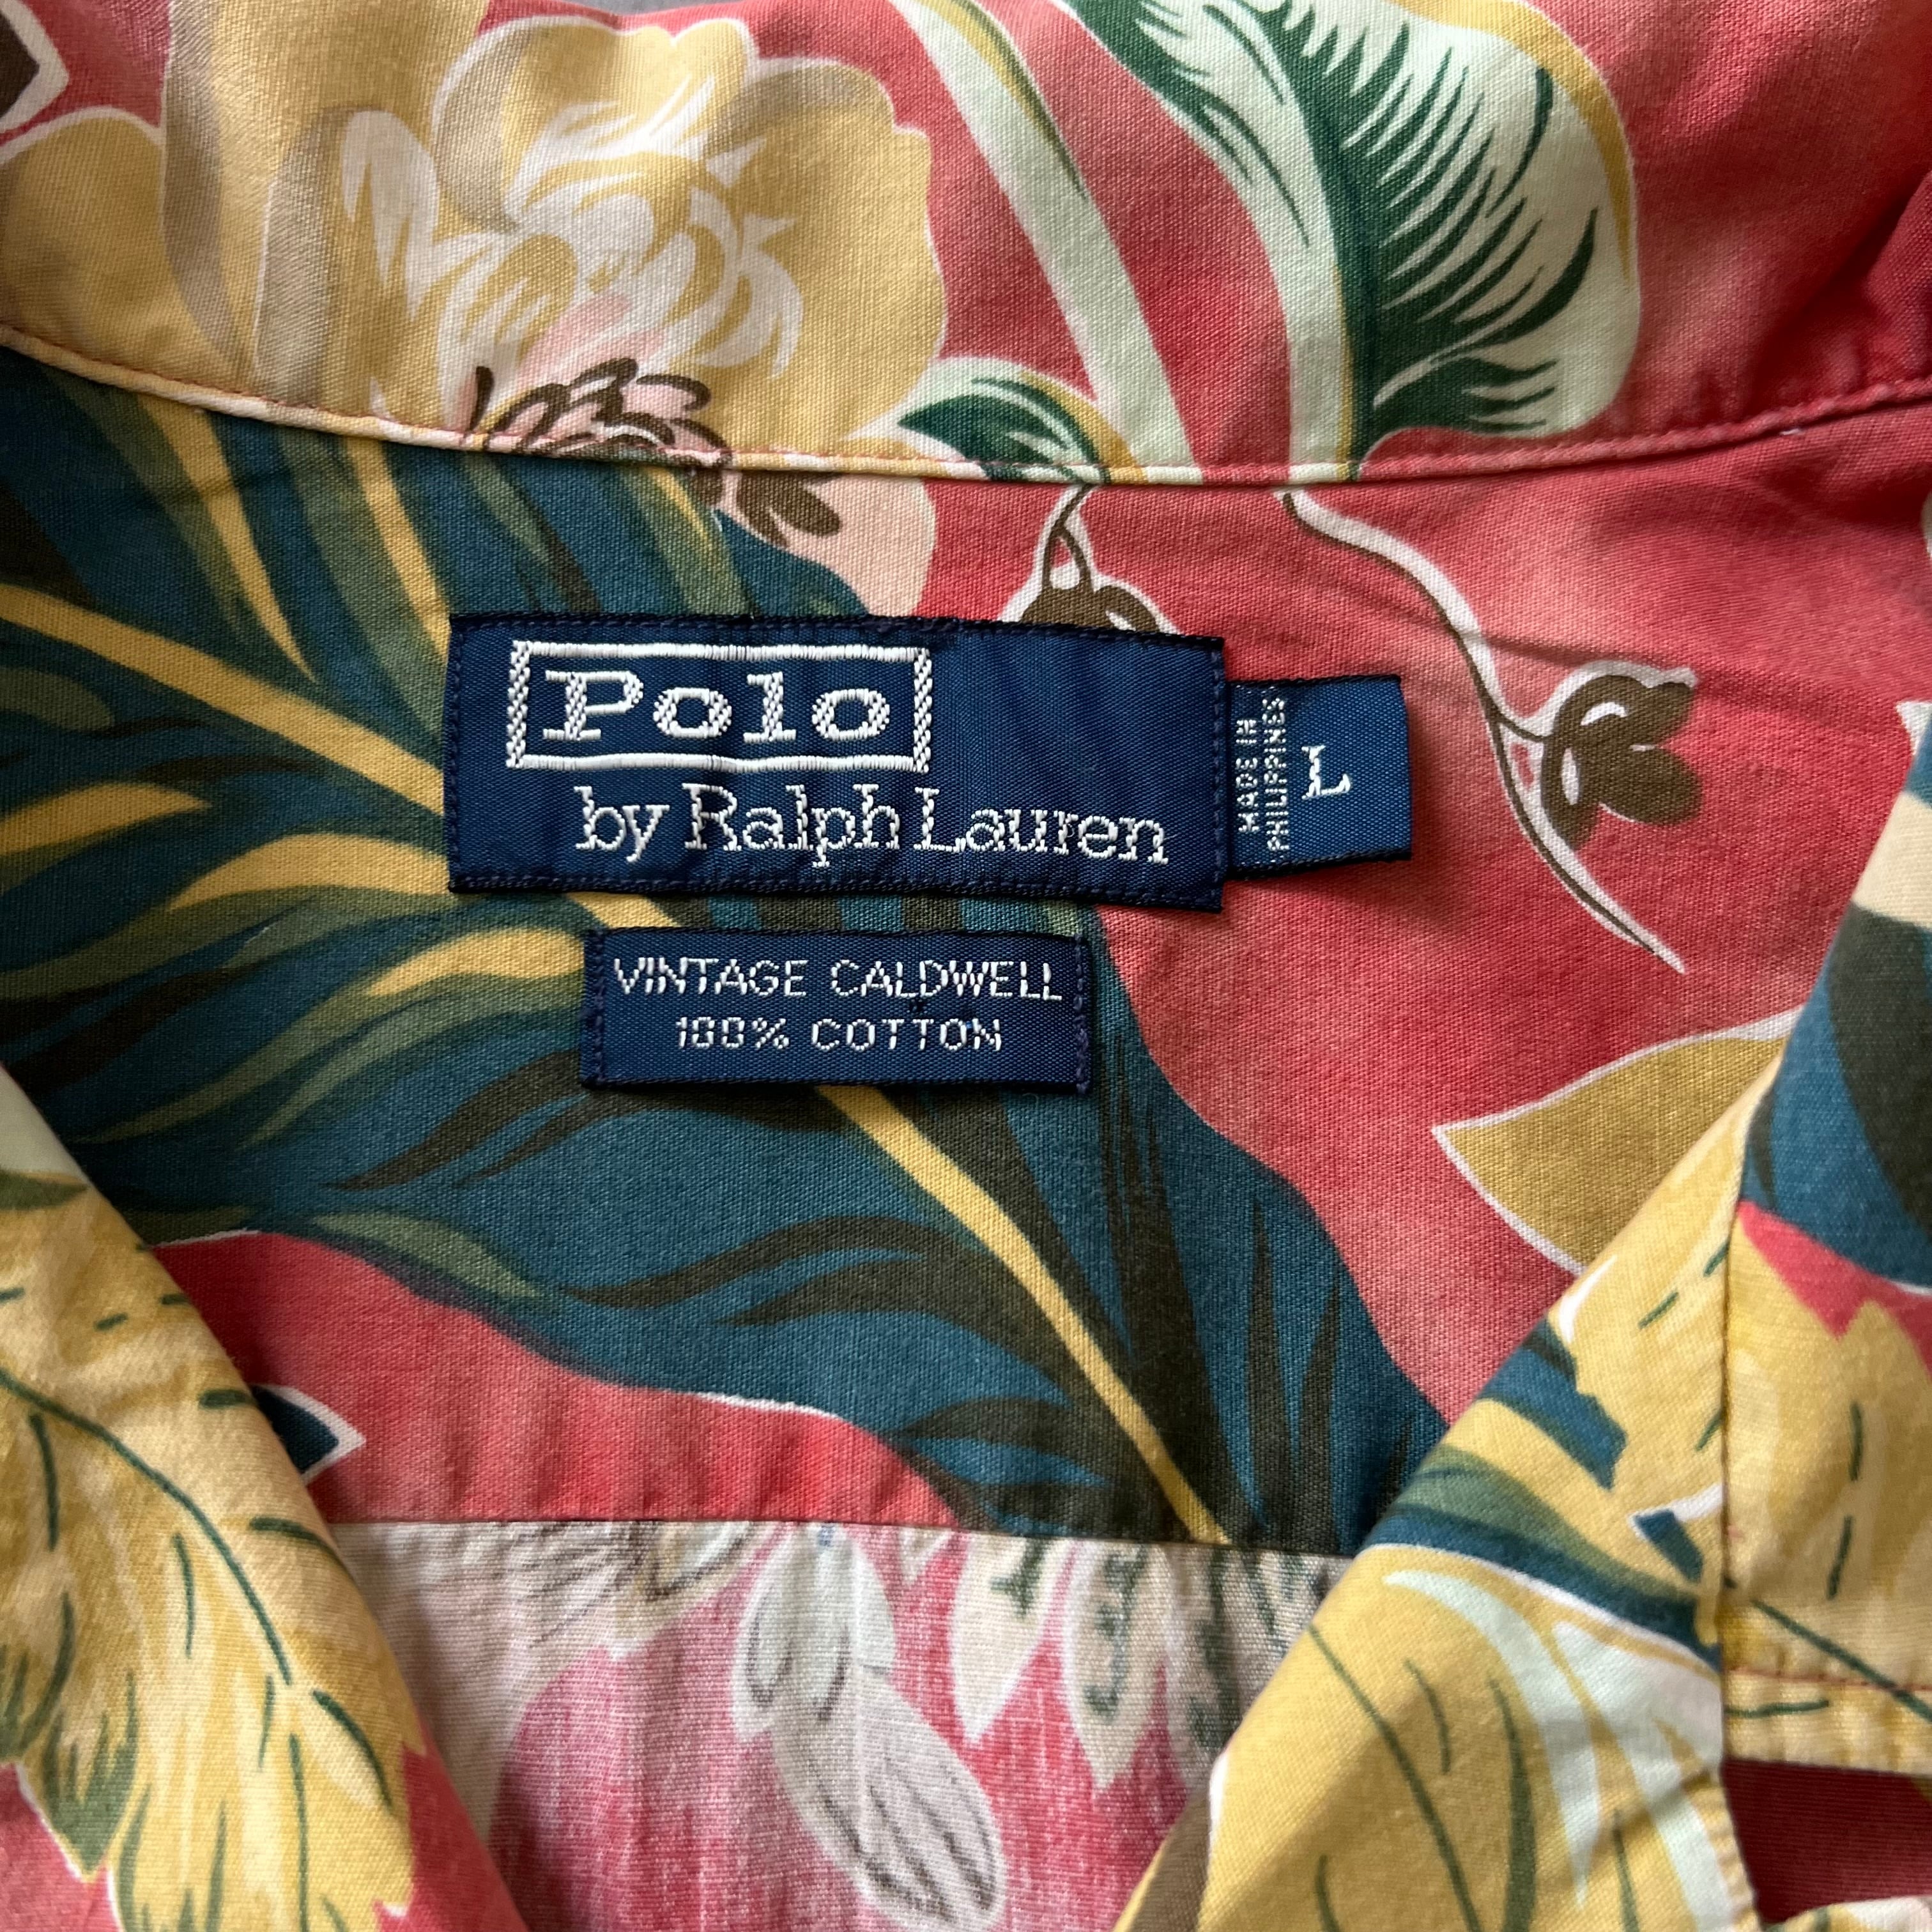 Polo
by Ralph Lauren
MADE IN
PHILIPPINES
L
VINTAGE CALDWELL
100% COTTON